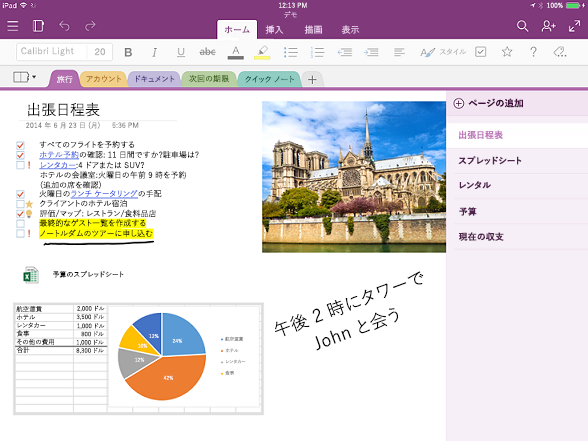 iPad
12:13 PM
100%
デモ
ホーム 挿入 描画 表示
Calibri Light 20 B I U abc A スタイル
旅行 アカウント ドキュメント 次回の期限 クイック ノート +
出張日程表
2014 年 6 月 23 日 (月) 5:36 PM
すべてのフライトを予約する
ホテル予約の確認: 11 日間ですか?駐車場は?
! レンタカー:4 ドアまたは SUV?
ホテルの会議室:火曜日の午前 9 時を予約
(追加の席を確認)
火曜日のランチ ケータリングの手配
クライアントのホテル宿泊
評価/マップ: レストラン/食料品店
最終的なゲスト一覧を作成する
! ノートルダムのツアーに申し込む
予算のスプレッドシート
航空運賃 2,000 ドル
ホテル 3,500 ドル
レンタカー 1,000 ドル
食事 800 ドル
その他の費用 1,000 ドル
合計 8,300 ドル
24%
42%
12%
10%
12%
航空運賃
ホテル
レンタカー
食事
午後 2 時にタワーで
John と会う
ページの追加
出張日程表
スプレッドシート
レンタル
予算
現在の収支